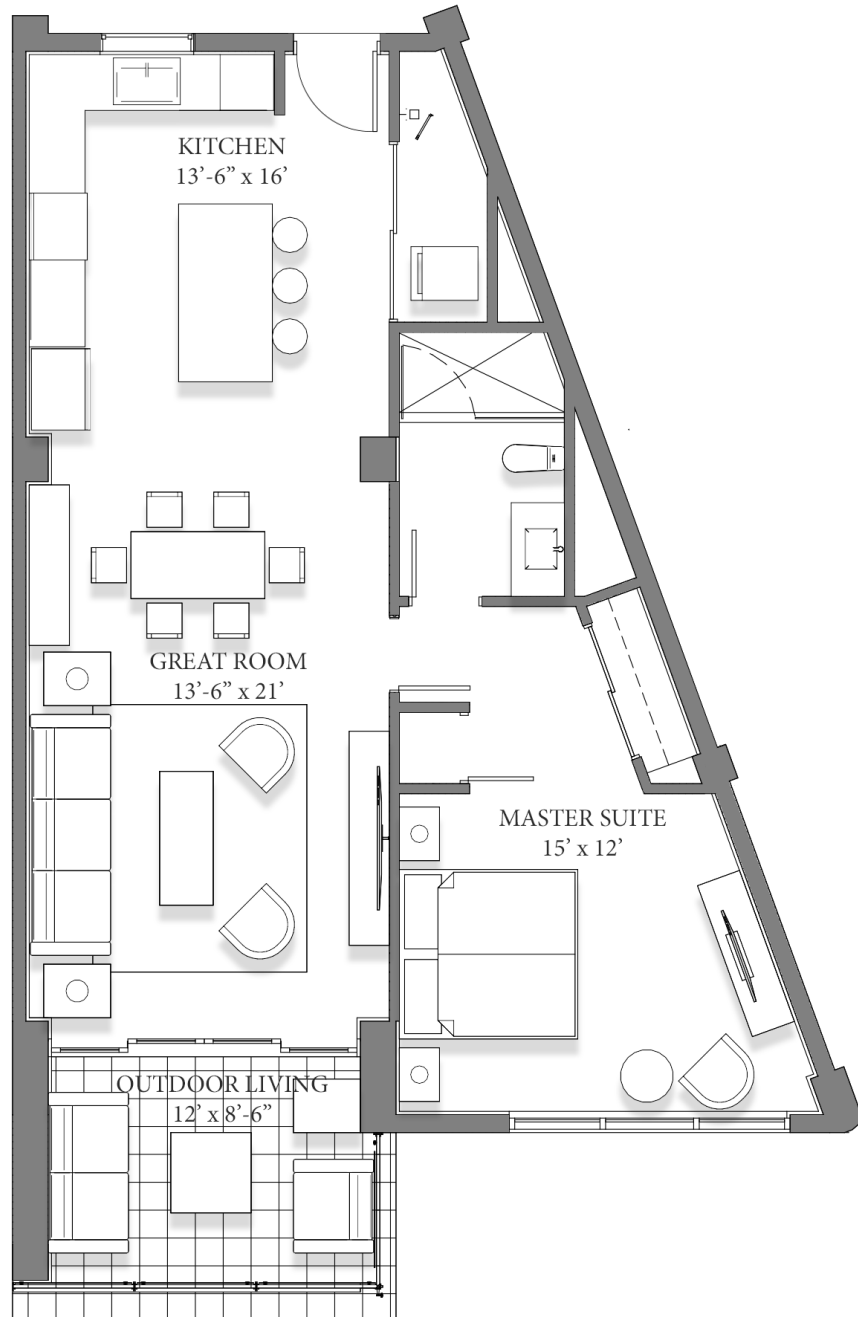 KITCHEN
13’-6” x 16’
GREAT ROOM
13’-6” x 21’
MASTER SUITE
15’ x 12’
OUTDOOR LIVING
12’ x 8’-6”